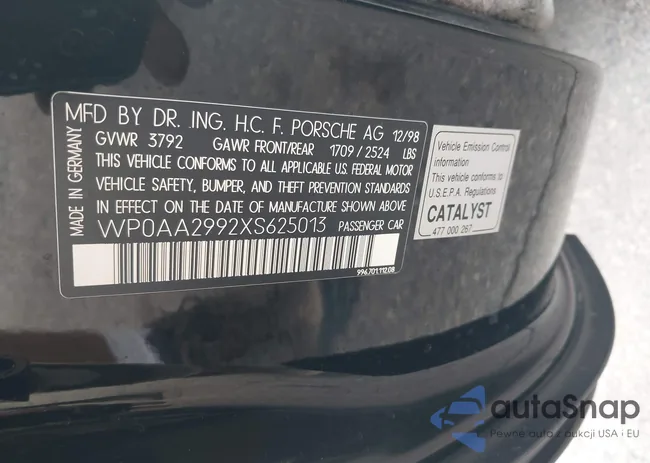 MADE IN GERMANY
MFD BY DR. ING. H.C. F. PORSCHE AG 12/98
GVWR 3792 GAWR FRONT/REAR 1709/2524 LBS
THIS VEHICLE CONFORMS TO ALL APPLICABLE U.S. FEDERAL MOTOR
VEHICLE SAFETY, BUMPER, AND THEFT PREVENTION STANDARDS
IN EFFECT ON THE DATE OF MANUFACTURE SHOWN ABOVE
WP0AA2992XS625013 PASSENGER CAR
996.701.112.08
Vehicle Emission Control
information
This vehicle conforms to
U.S.E.P.A. Regulations
CATALYST
477 000 267
autaSnap
Pewne auto z aukcji USA i EU